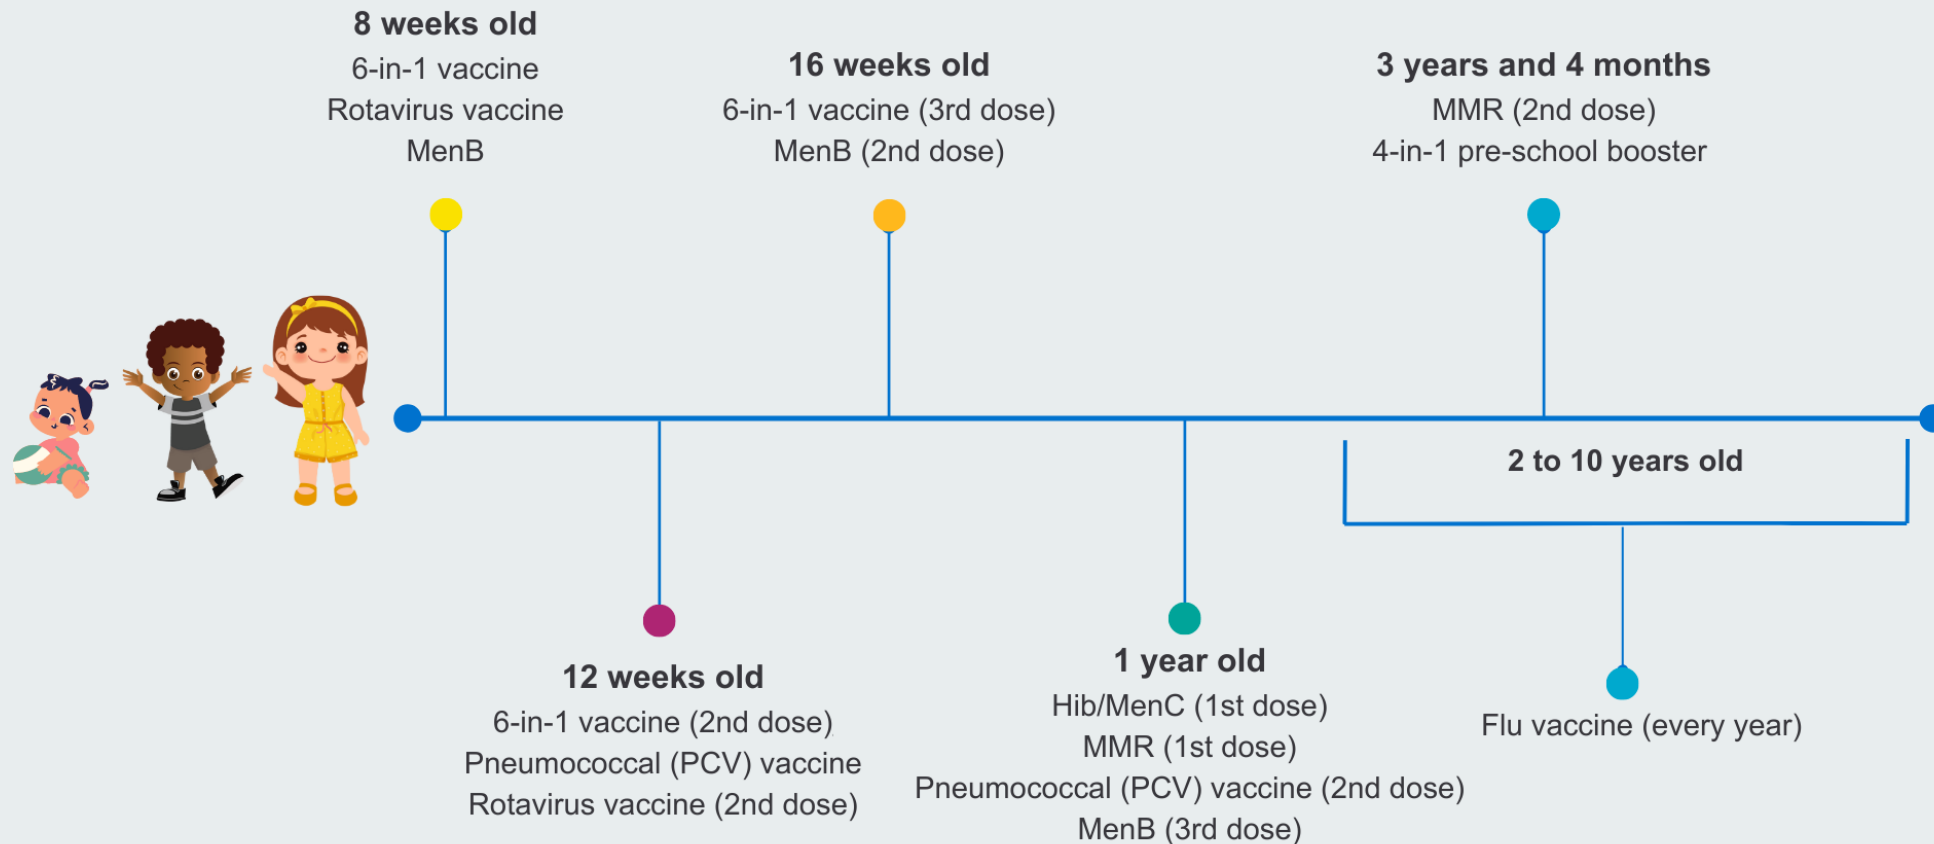 8 weeks old
6-in-1 vaccine
Rotavirus vaccine
MenB
12 weeks old
6-in-1 vaccine (2nd dose)
Pneumococcal (PCV) vaccine
Rotavirus vaccine (2nd dose)
16 weeks old
6-in-1 vaccine (3rd dose)
MenB (2nd dose)
1 year old
Hib/MenC (1st dose)
MMR (1st dose)
Pneumococcal (PCV) vaccine (2nd dose)
MenB (3rd dose)
3 years and 4 months
MMR (2nd dose)
4-in-1 pre-school booster
2 to 10 years old
Flu vaccine (every year)